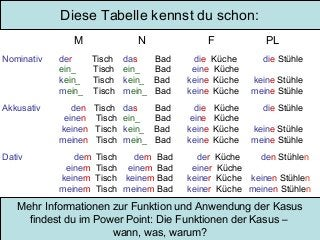 Diese Tabelle kennst du schon:
M N F PL
Nominativ der Tisch das Bad die Küche die Stühle
ein_ Tisch ein_ Bad eine Küche
kein_ Tisch kein_ Bad keine Küche keine Stühle
mein_ Tisch mein_ Bad meine Küche meine Stühle
Akkusativ den Tisch das Bad die Küche die Stühle
einen Tisch ein_ Bad eine Küche
keinen Tisch kein_ Bad keine Küche keine Stühle
meinen Tisch mein_ Bad meine Küche meine Stühle
Dativ dem Tisch dem Bad der Küche den Stühlen
einem Tisch einem Bad einer Küche
keinem Tisch keinem Bad keiner Küche keinen Stühlen
meinem Tisch meinem Bad meiner Küche meinen Stühlen
Mehr Informationen zur Funktion und Anwendung der Kasus
findest du im Power Point: Die Funktionen der Kasus –
wann, was, warum?